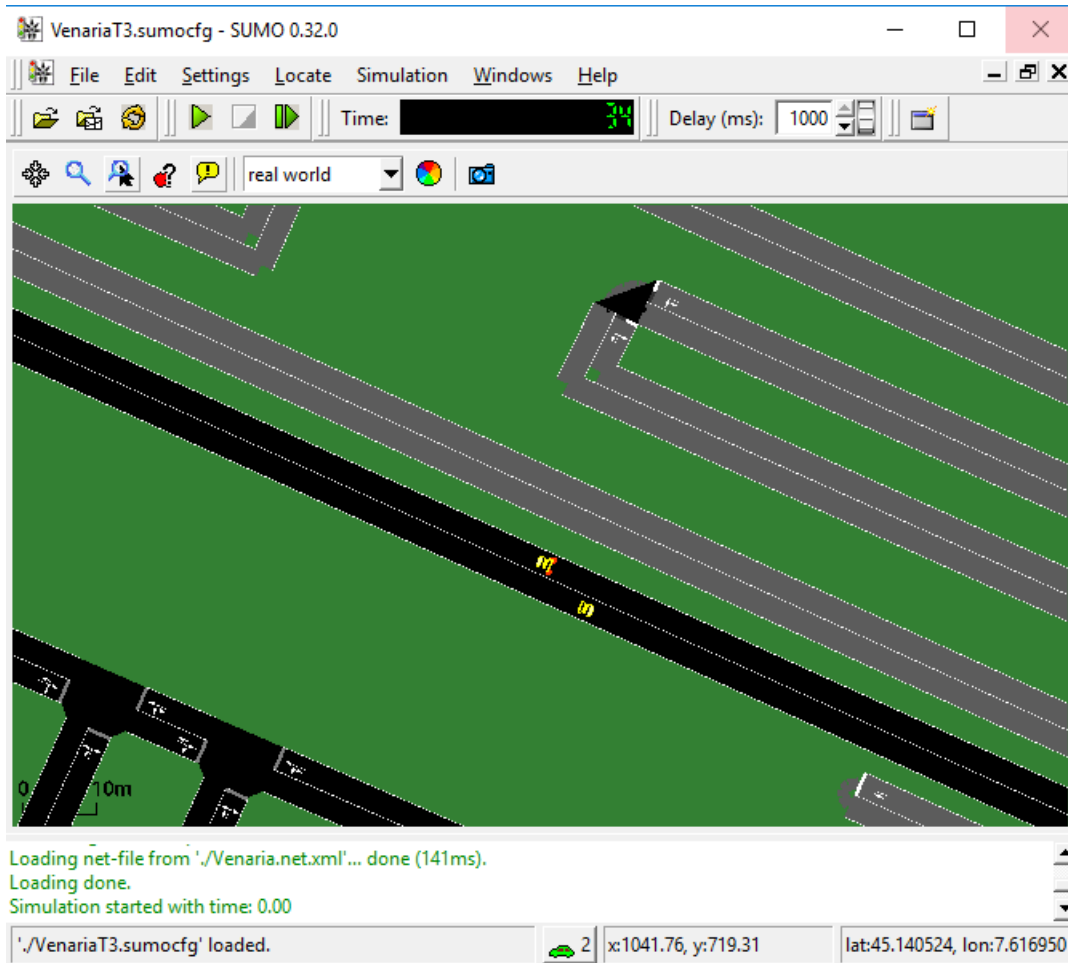 VenariaT3.sumocfg - SUMO 0.32.0
File Edit Settings Locate Simulation Windows Help
Time: 34 Delay (ms): 1000
real world
0 10m
Loading net-file from './Venaria.net.xml'... done (141ms).
Loading done.
Simulation started with time: 0.00
'./VenariaT3.sumocfg' loaded. 2 x:1041.76, y:719.31 lat:45.140524, lon:7.616950